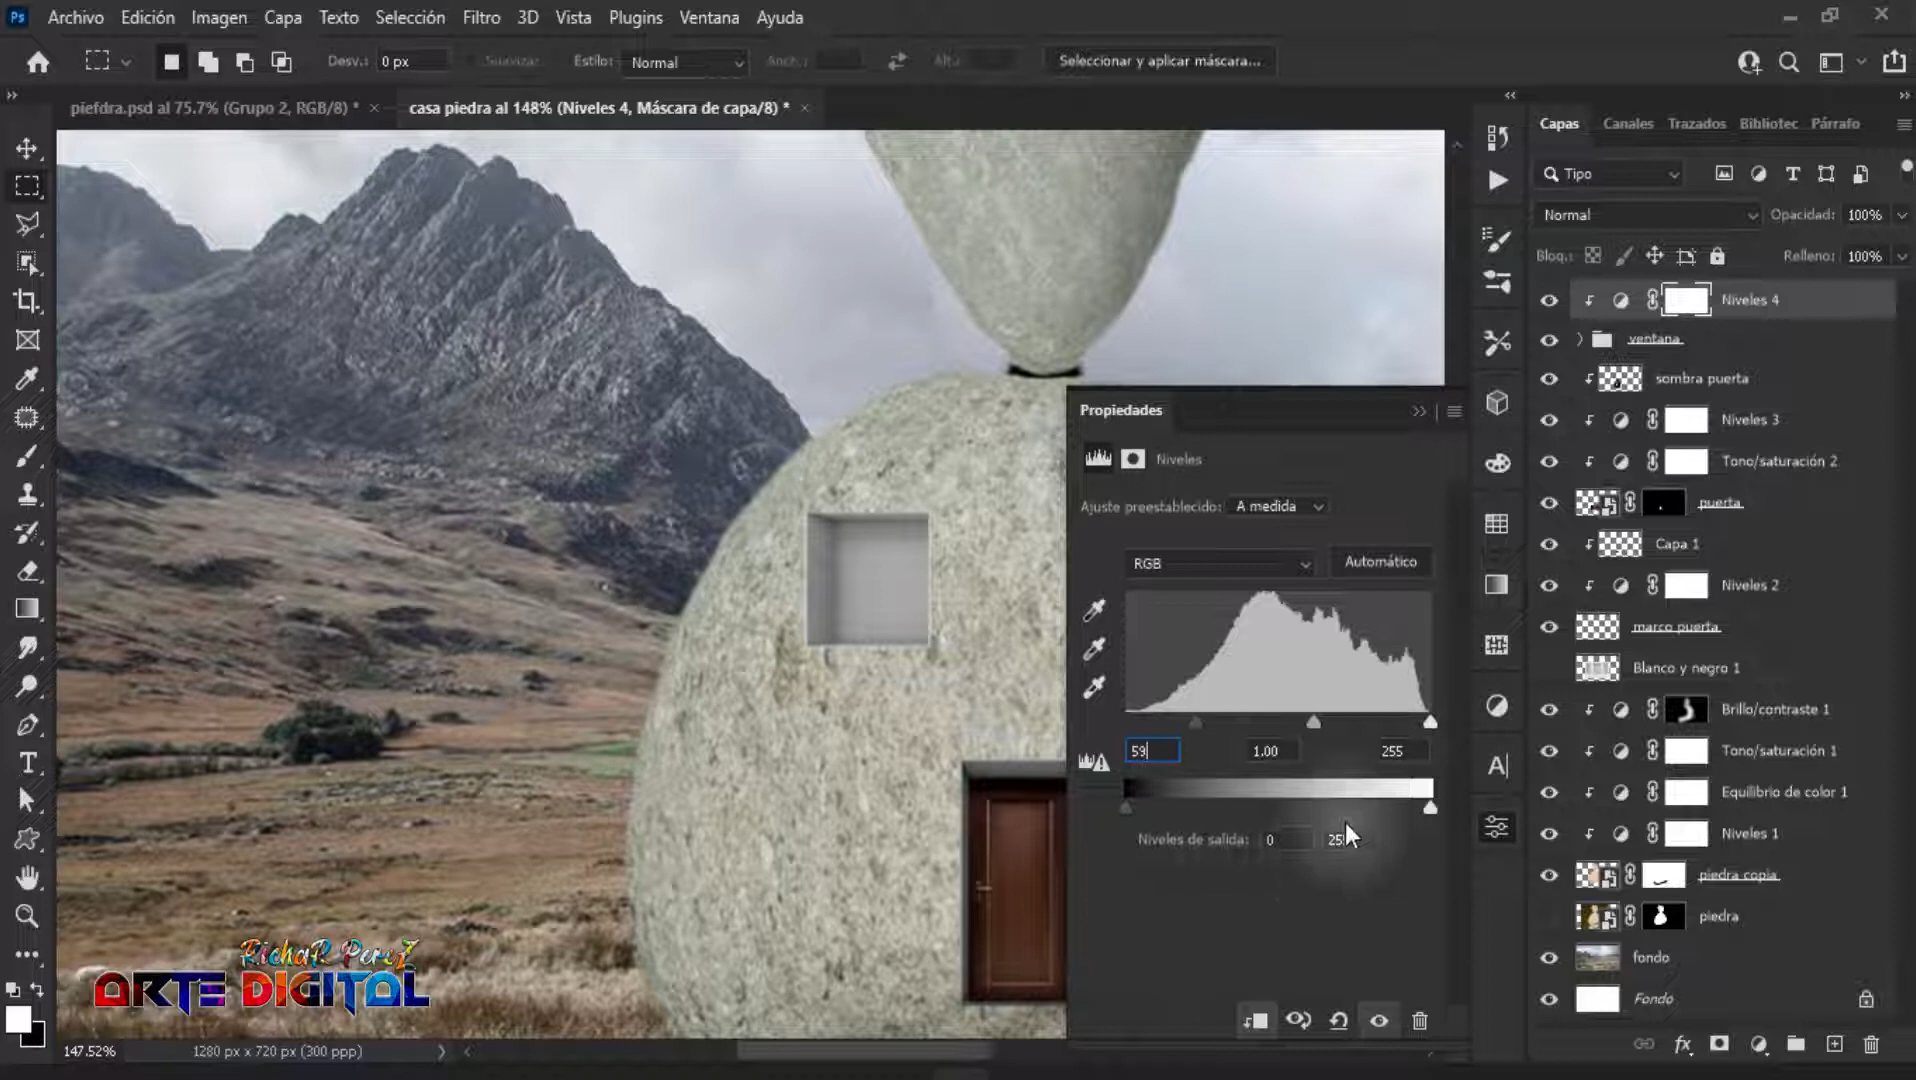 Ps Archivo Edición Imagen Capa Texto Selección Filtro 3D Vista Plugins Ventana Ayuda
Desv.: 0 px Suavizar Estilo: Normal Anch.: Alt.: Seleccionar y aplicar máscara...
piefdra.psd al 75.7% (Grupo 2, RGB/8) * × casa piedra al 148% (Niveles 4, Máscara de capa/8) * ×
Capas Canales Trazados Bibliotec Párrafo
Tipo
Normal Opacidad: 100%
Bloq.: Relleno: 100%
Niveles 4
ventana
sombra puerta
Niveles 3
Tono/saturación 2
puerta
Capa 1
Niveles 2
marco puerta
Blanco y negro 1
Brillo/contraste 1
Tono/saturación 1
Equilibrio de color 1
Niveles 1
piedra copia
piedra
fondo
Fondo
Propiedades
Niveles
Ajuste preestablecido: A medida
RGB Automático
59 1.00 255
Niveles de salida: 0
RichaR PereZ
ARTE DIGITAL
147.52% 1280 px x 720 px (300 ppp)